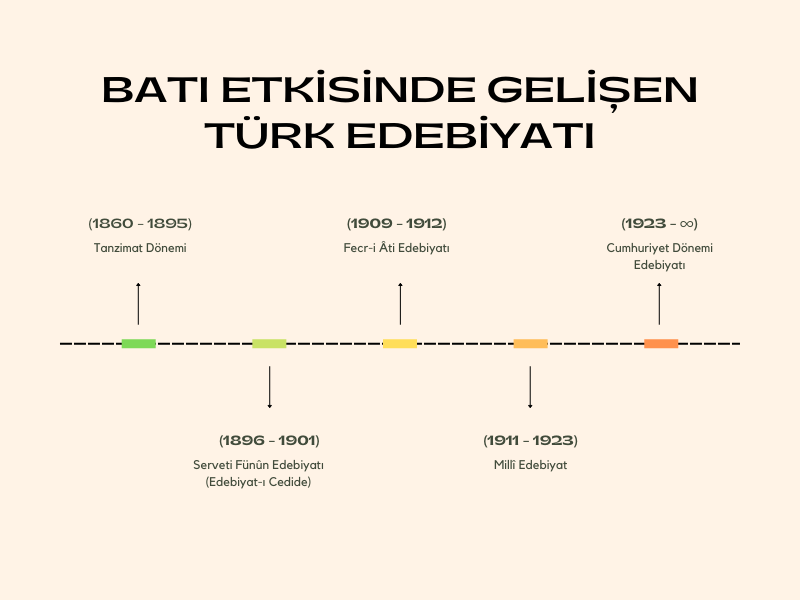 BATI ETKİSİNDE GELİŞEN
TÜRK EDEBİYATI
(1860 - 1895)
Tanzimat Dönemi
(1909 - 1912)
Fecr-i Âti Edebiyatı
(1923 - ∞)
Cumhuriyet Dönemi
Edebiyatı
(1896 - 1901)
Serveti Fünûn Edebiyatı
(Edebiyat-ı Cedide)
(1911 - 1923)
Millî Edebiyat